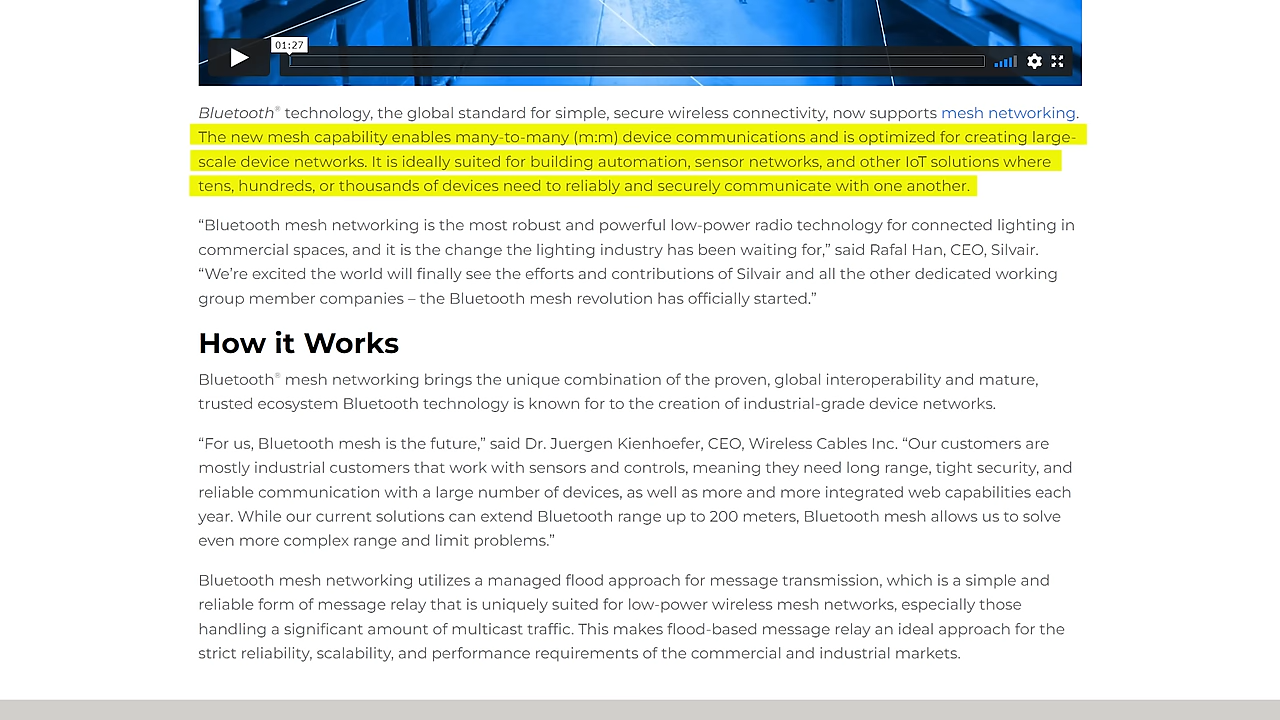 01:27
Bluetooth® technology, the global standard for simple, secure wireless connectivity, now supports mesh networking.
The new mesh capability enables many-to-many (m:m) device communications and is optimized for creating large-
scale device networks. It is ideally suited for building automation, sensor networks, and other IoT solutions where
tens, hundreds, or thousands of devices need to reliably and securely communicate with one another.
“Bluetooth mesh networking is the most robust and powerful low-power radio technology for connected lighting in
commercial spaces, and it is the change the lighting industry has been waiting for,” said Rafal Han, CEO, Silvair.
“We’re excited the world will finally see the efforts and contributions of Silvair and all the other dedicated working
group member companies – the Bluetooth mesh revolution has officially started.”
How it Works
Bluetooth® mesh networking brings the unique combination of the proven, global interoperability and mature,
trusted ecosystem Bluetooth technology is known for to the creation of industrial-grade device networks.
“For us, Bluetooth mesh is the future,” said Dr. Juergen Kienhoefer, CEO, Wireless Cables Inc. “Our customers are
mostly industrial customers that work with sensors and controls, meaning they need long range, tight security, and
reliable communication with a large number of devices, as well as more and more integrated web capabilities each
year. While our current solutions can extend Bluetooth range up to 200 meters, Bluetooth mesh allows us to solve
even more complex range and limit problems.”
Bluetooth mesh networking utilizes a managed flood approach for message transmission, which is a simple and
reliable form of message relay that is uniquely suited for low-power wireless mesh networks, especially those
handling a significant amount of multicast traffic. This makes flood-based message relay an ideal approach for the
strict reliability, scalability, and performance requirements of the commercial and industrial markets.